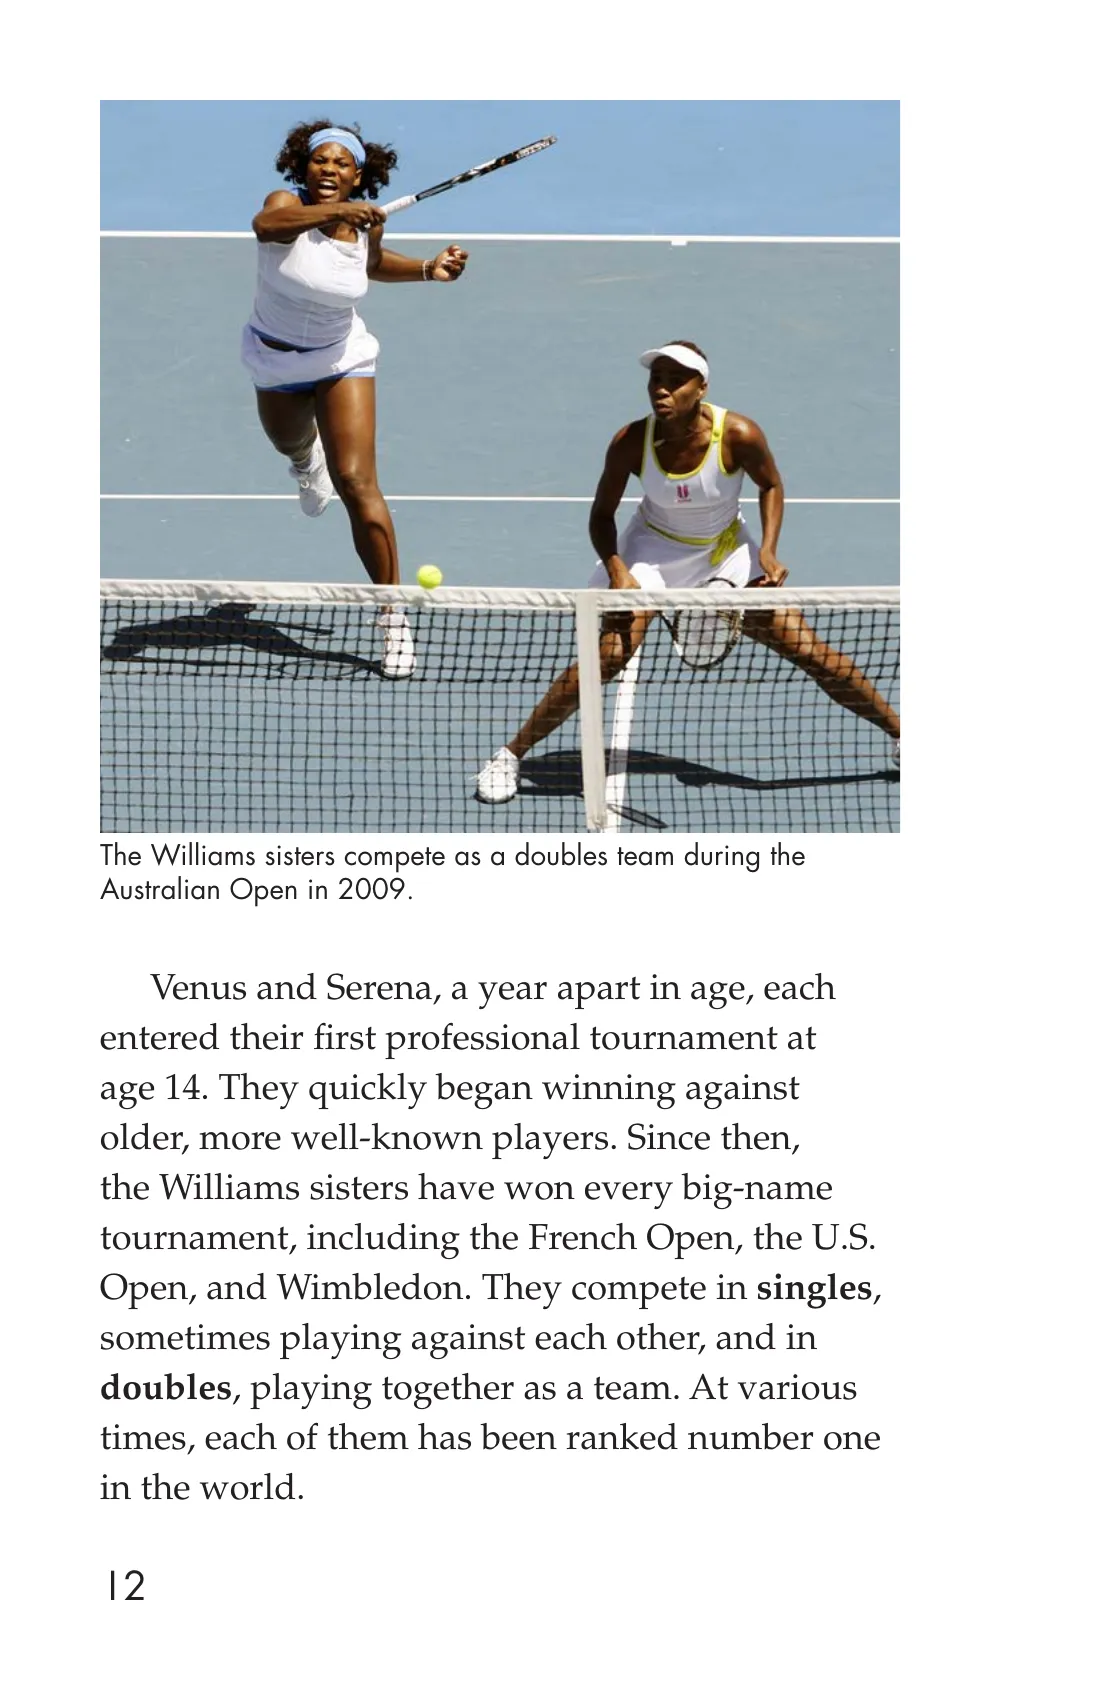 The Williams sisters compete as a doubles team during the
Australian Open in 2009.
Venus and Serena, a year apart in age, each
entered their first professional tournament at
age 14. They quickly began winning against
older, more well-known players. Since then,
the Williams sisters have won every big-name
tournament, including the French Open, the U.S.
Open, and Wimbledon. They compete in singles,
sometimes playing against each other, and in
doubles, playing together as a team. At various
times, each of them has been ranked number one
in the world.
12